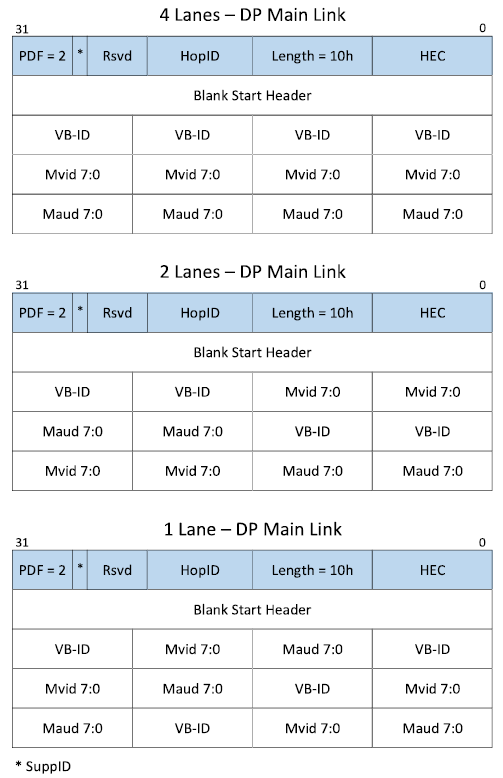 4 Lanes – DP Main Link
31 0
PDF = 2 * Rsvd HopID Length = 10h HEC
Blank Start Header
VB-ID VB-ID VB-ID VB-ID
Mvid 7:0 Mvid 7:0 Mvid 7:0 Mvid 7:0
Maud 7:0 Maud 7:0 Maud 7:0 Maud 7:0
2 Lanes – DP Main Link
31 0
PDF = 2 * Rsvd HopID Length = 10h HEC
Blank Start Header
VB-ID VB-ID Mvid 7:0 Mvid 7:0
Maud 7:0 Maud 7:0 VB-ID VB-ID
Mvid 7:0 Mvid 7:0 Maud 7:0 Maud 7:0
1 Lane – DP Main Link
31 0
PDF = 2 * Rsvd HopID Length = 10h HEC
Blank Start Header
VB-ID Mvid 7:0 Maud 7:0 VB-ID
Mvid 7:0 Maud 7:0 VB-ID Mvid 7:0
Maud 7:0 VB-ID Mvid 7:0 Maud 7:0
* SuppID